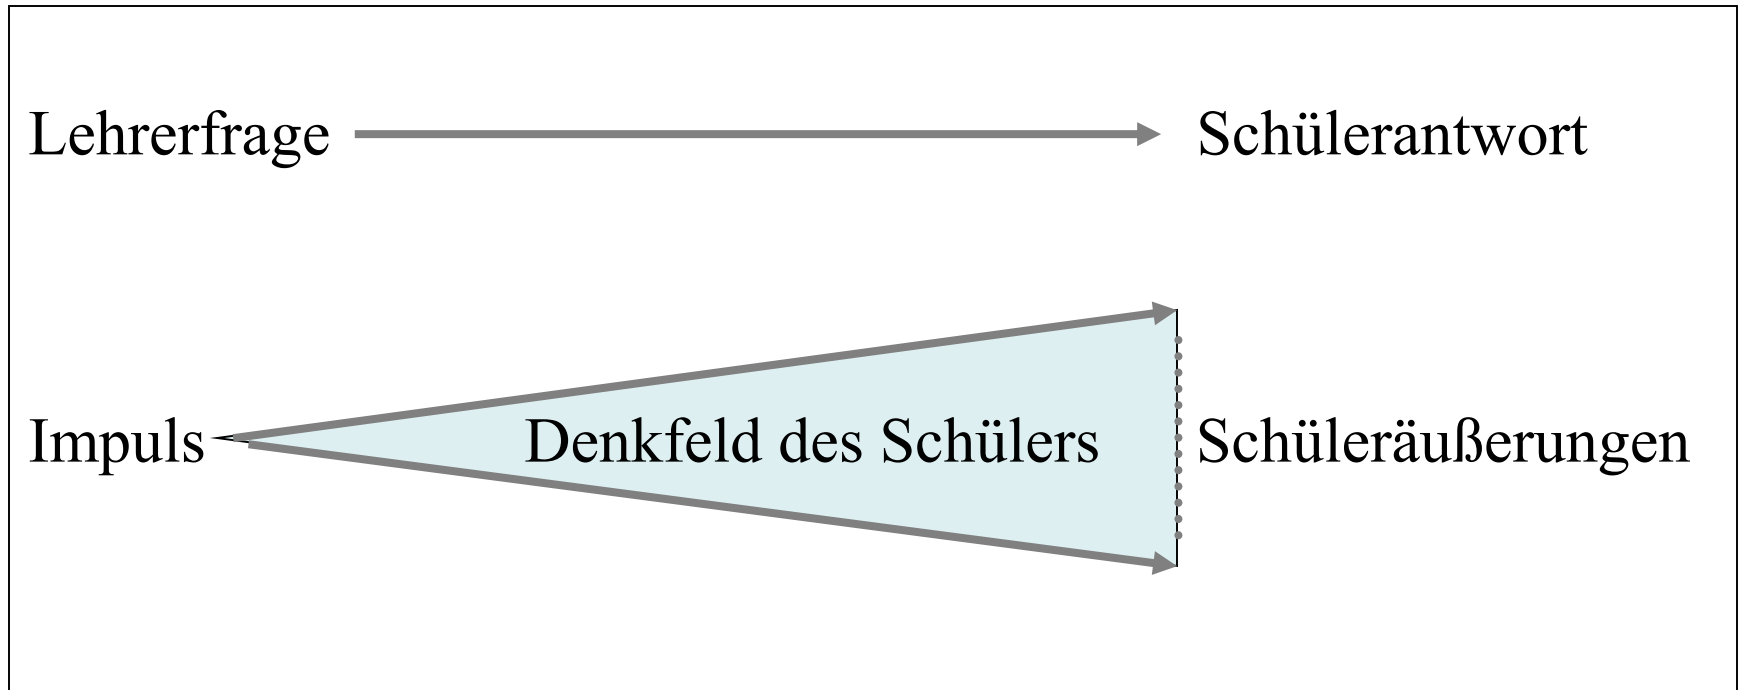 Lehrerfrage Schülerantwort
Impuls Denkfeld des Schülers Schüleräußerungen